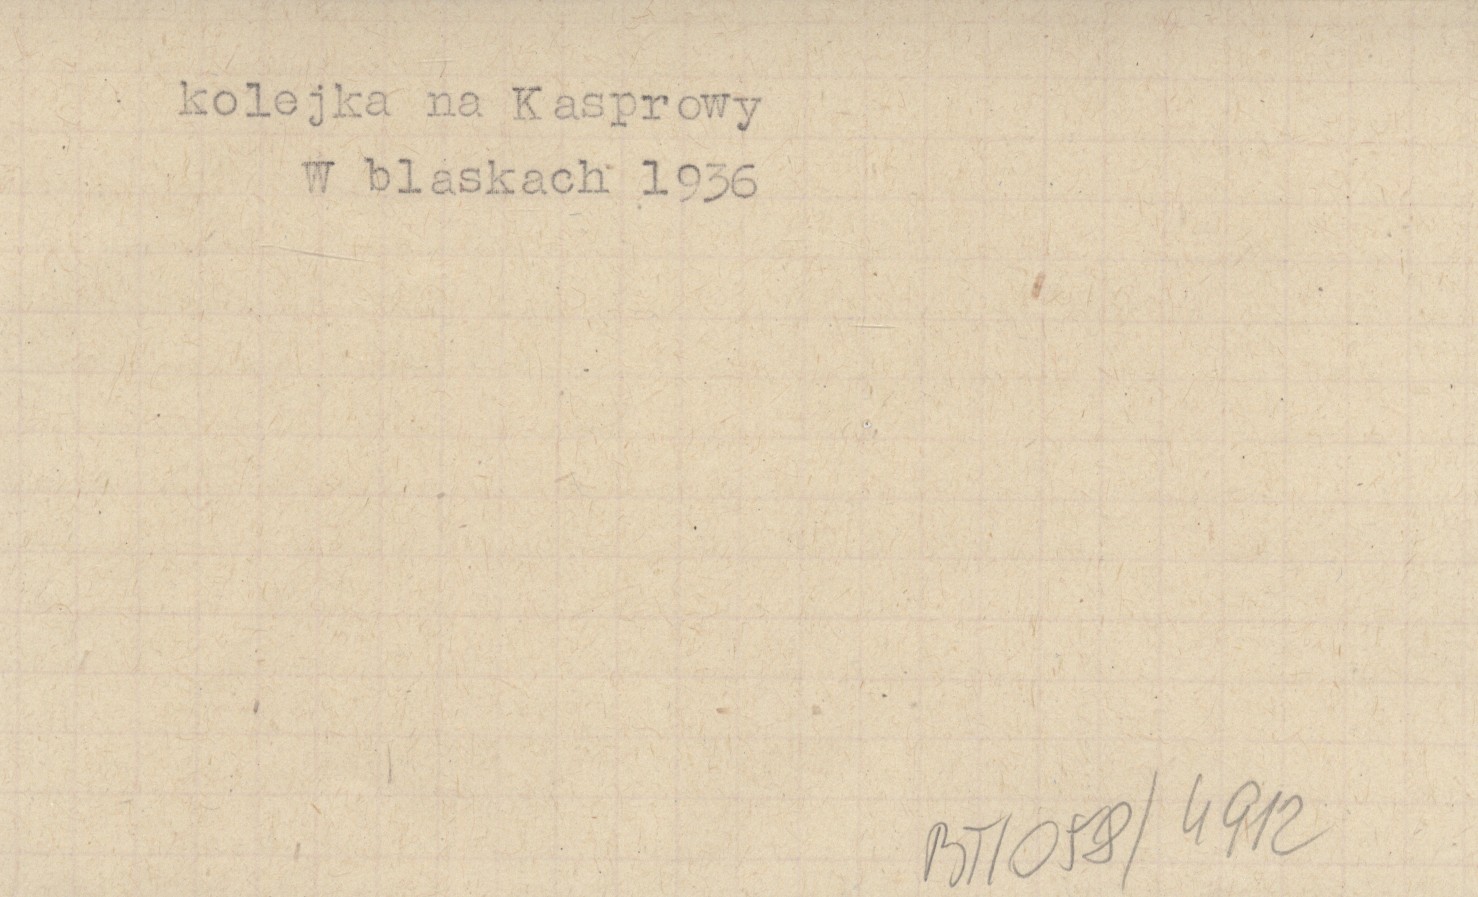 kolejka na Kasprowy
W blaskach 1936
BT/058/4912